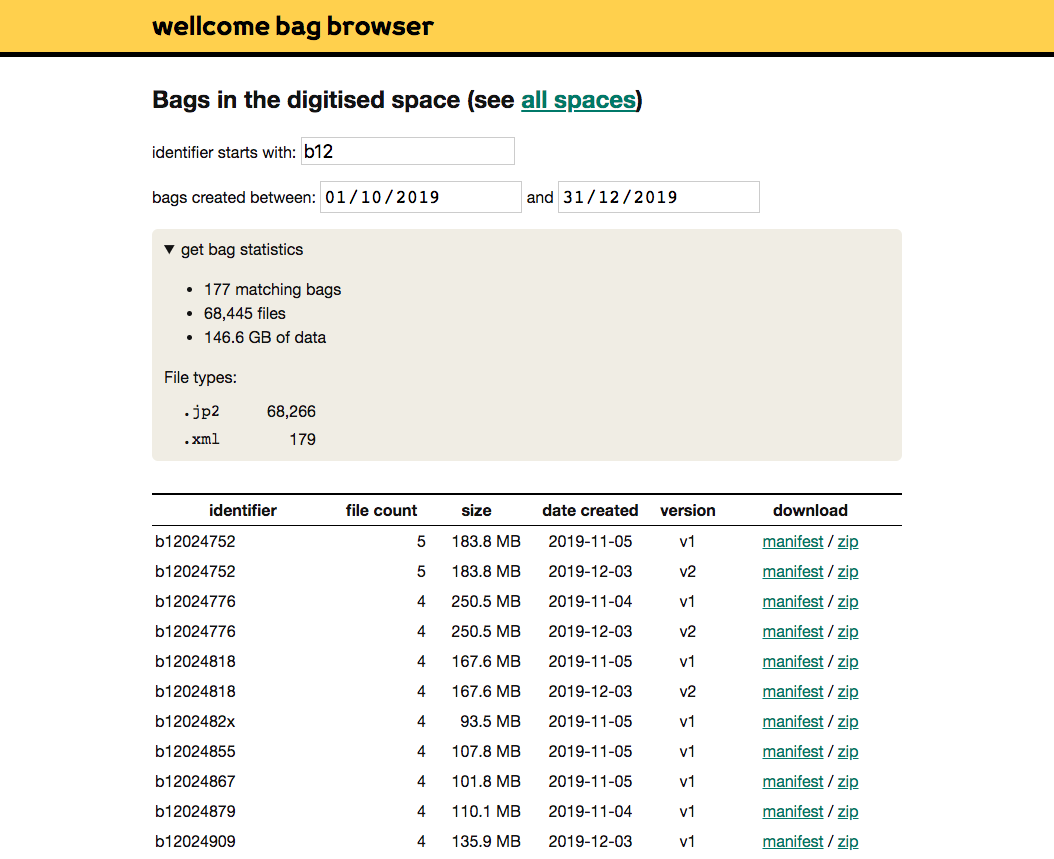 wellcome bag browser
Bags in the digitised space (see all spaces)
identifier starts with: b12
bags created between: 01/10/2019 and 31/12/2019
▼ get bag statistics
• 177 matching bags
• 68,445 files
• 146.6 GB of data
File types:
.jp2 68,266
.xml 179
identifier file count size date created version download
b12024752 5 183.8 MB 2019-11-05 v1 manifest / zip
b12024752 5 183.8 MB 2019-12-03 v2 manifest / zip
b12024776 4 250.5 MB 2019-11-04 v1 manifest / zip
b12024776 4 250.5 MB 2019-12-03 v2 manifest / zip
b12024818 4 167.6 MB 2019-11-05 v1 manifest / zip
b12024818 4 167.6 MB 2019-12-03 v2 manifest / zip
b1202482x 4 93.5 MB 2019-11-05 v1 manifest / zip
b12024855 4 107.8 MB 2019-11-05 v1 manifest / zip
b12024867 4 101.8 MB 2019-11-05 v1 manifest / zip
b12024879 4 110.1 MB 2019-11-04 v1 manifest / zip
b12024909 4 135.9 MB 2019-12-03 v1 manifest / zip